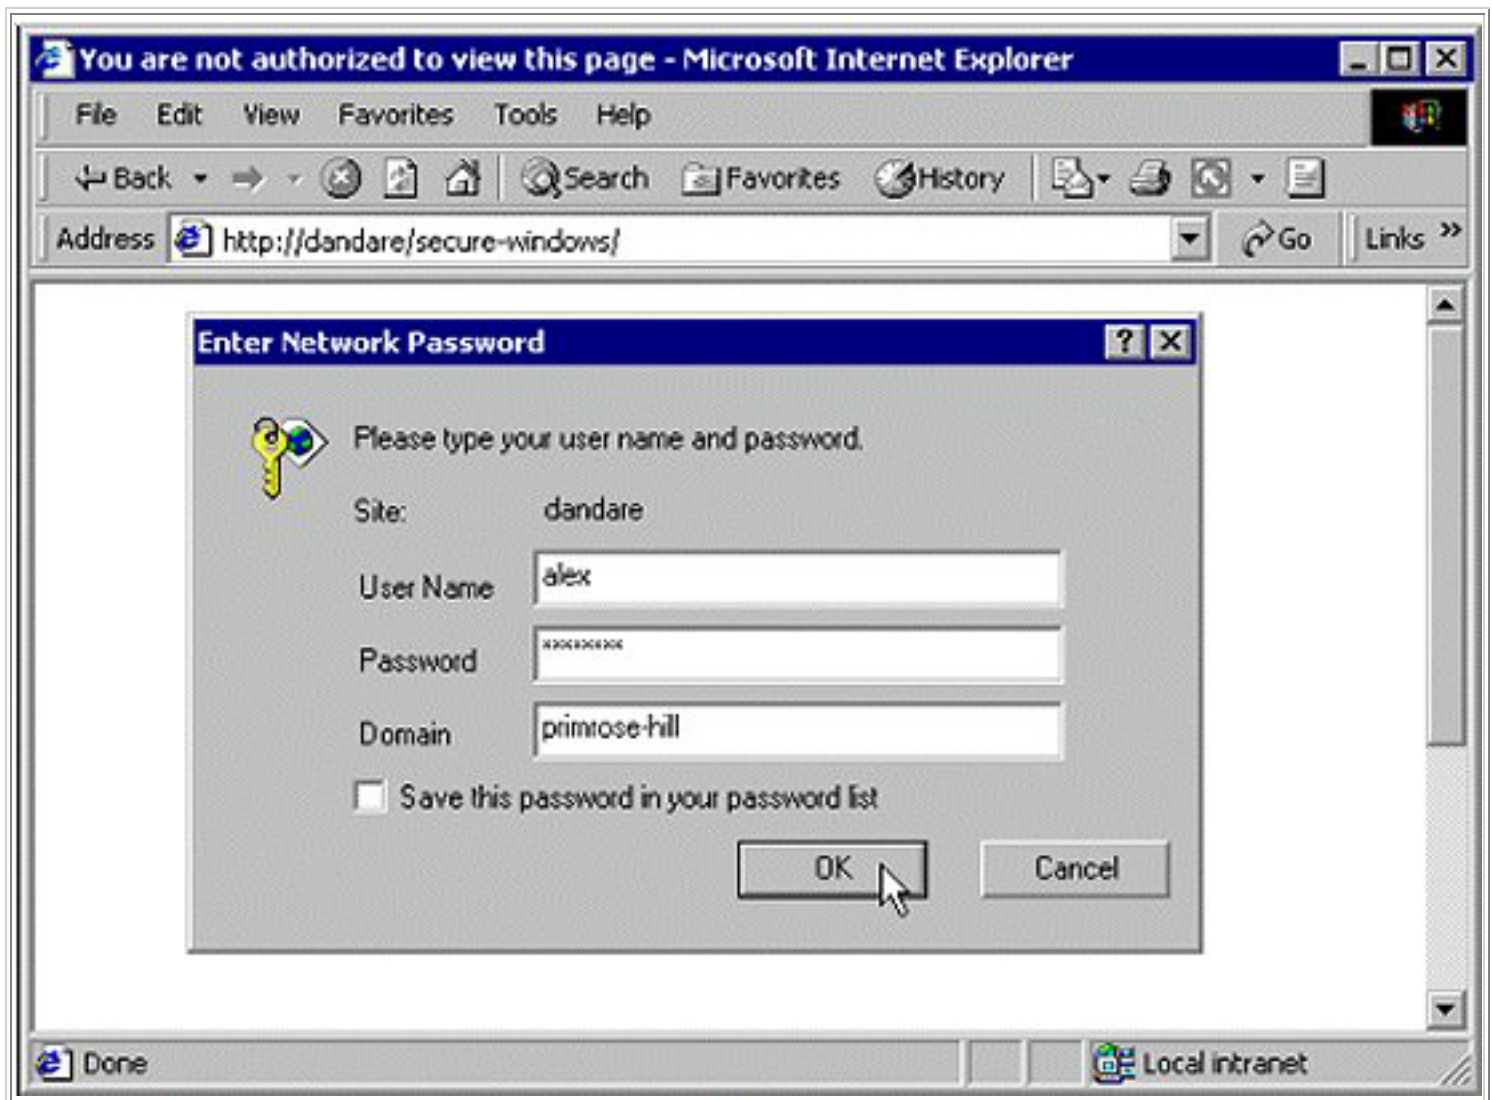 You are not authorized to view this page - Microsoft Internet Explorer
File Edit View Favorites Tools Help
Back Search Favorites History
Address http://dandare/secure-windows/ Go Links »
Enter Network Password
Please type your user name and password.
Site: dandare
User Name alex
Password **********
Domain primrose-hill
Save this password in your password list
OK Cancel
Done Local intranet